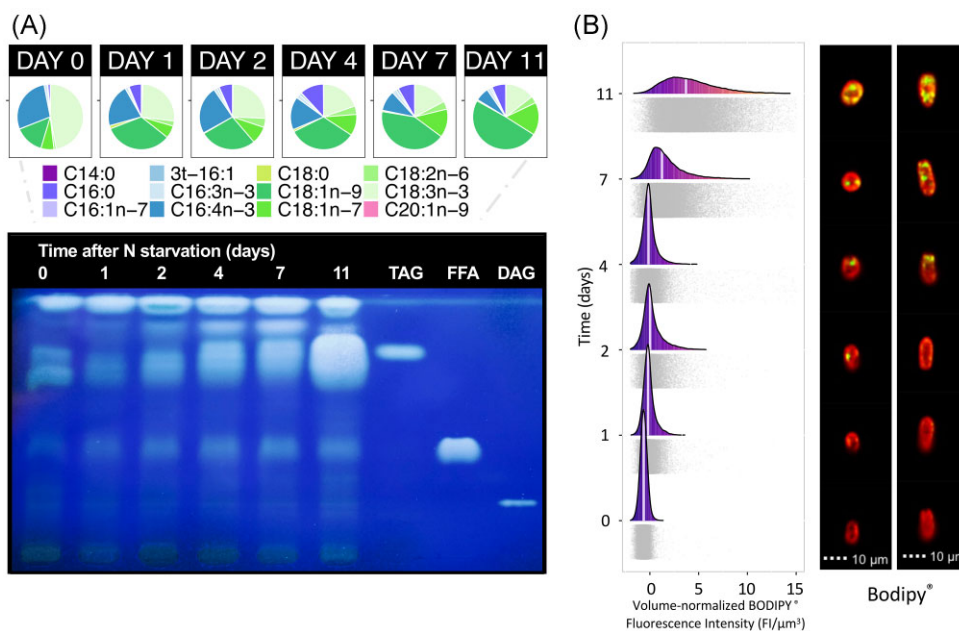 (A)
DAY 0 DAY 1 DAY 2 DAY 4 DAY 7 DAY 11
C14:0 3t−16:1 C18:0 C18:2n−6
C16:0 C16:3n−3 C18:1n−9 C18:3n−3
C16:1n−7 C16:4n−3 C18:1n−7 C20:1n−9
Time after N starvation (days)
0 1 2 4 7 11 TAG FFA DAG
(B)
11
7
4
2
1
0
Time (days)
0 5 10 15
Volume-normalized BODIPY®
Fluorescence Intensity (FI/µm³)
10 µm 10 µm
Bodipy®